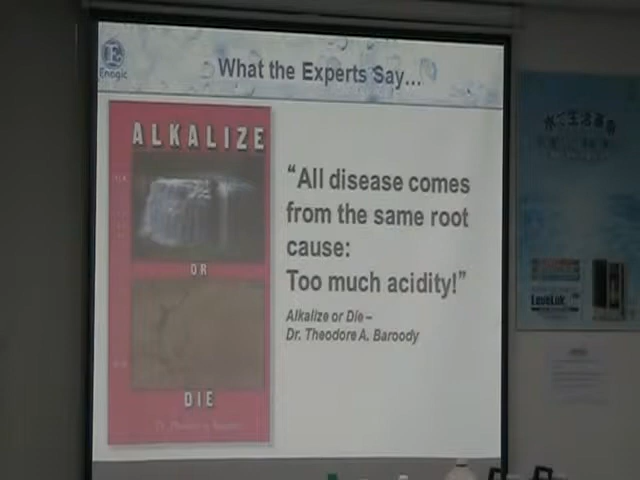 Enagic
What the Experts Say...
ALKALIZE
OR
DIE
“All disease comes
from the same root
cause:
Too much acidity!”
Alkalize or Die –
Dr. Theodore A. Baroody
LeveLuk